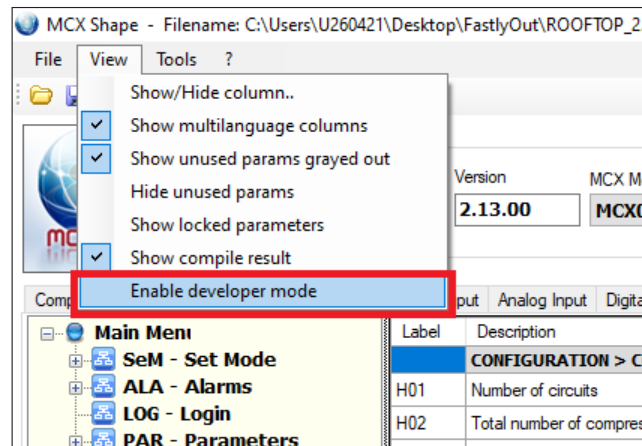 MCX Shape - Filename: C:\Users\U260421\Desktop\FastlyOut\ROOFTOP_2
File View Tools ?
Show/Hide column..
Show multilanguage columns
Show unused params grayed out
Hide unused params
Show locked parameters
Show compile result
Enable developer mode
Version MCX M
2.13.00 MCX
Analog Input
Label Description
CONFIGURATION > C
H01 Number of circuits
H02 Total number of compres
Main Menu
SeM - Set Mode
ALA - Alarms
LOG - Login
PAR - Parameters